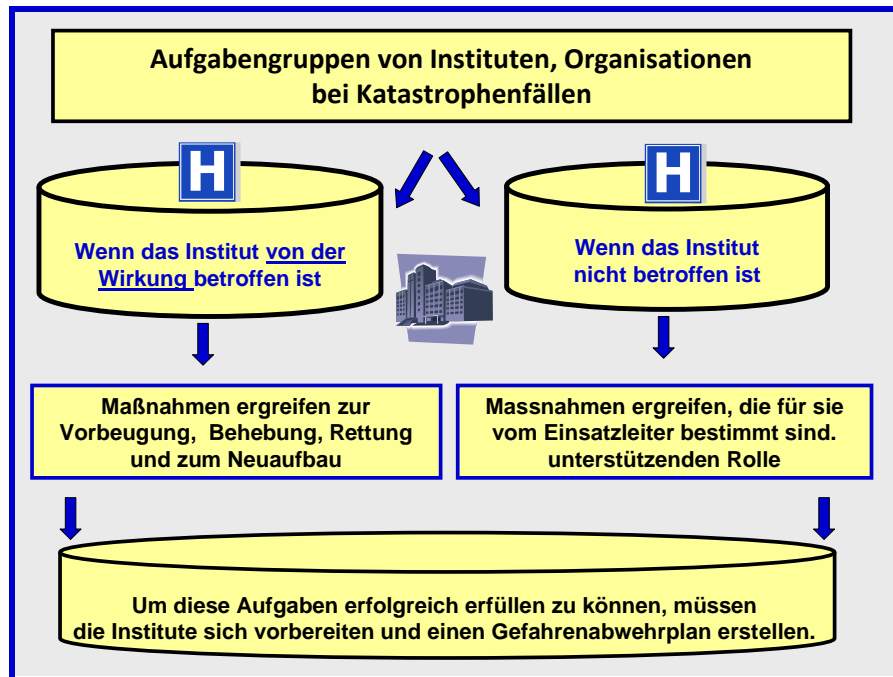 Aufgabengruppen von Instituten, Organisationen
bei Katastrophenfällen
H
H
Wenn das Institut von der
Wirkung betroffen ist
Wenn das Institut
nicht betroffen ist
Maßnahmen ergreifen zur
Vorbeugung, Behebung, Rettung
und zum Neuaufbau
Massnahmen ergreifen, die für sie
vom Einsatzleiter bestimmt sind.
unterstützenden Rolle
Um diese Aufgaben erfolgreich erfüllen zu können, müssen
die Institute sich vorbereiten und einen Gefahrenabwehrplan erstellen.